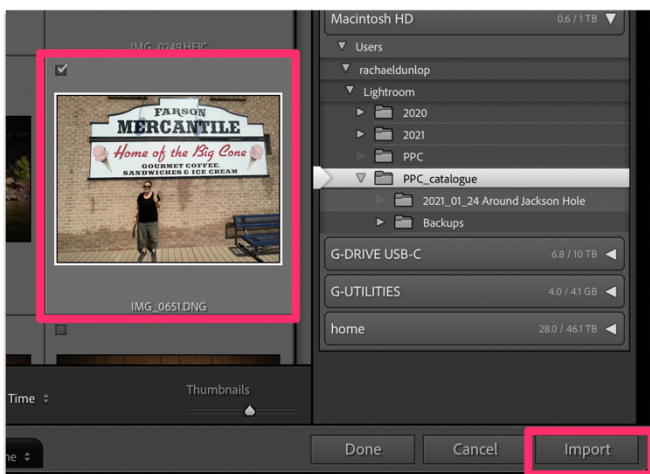 IMG_0249.HEIC
FARSON
MERCANTILE
Home of the Big Cone
GOURMET COFFEE,
SANDWICHES & ICE CREAM
IMG_0651.DNG
Time
Thumbnails
Macintosh HD 0.6 / 1 TB
Users
rachaeldunlop
Lightroom
2020
2021
PPC
PPC_catalogue
2021_01_24 Around Jackson Hole
Backups
G-DRIVE USB-C 6.8 / 10 TB
G-UTILITIES 4.0 / 4.1 GB
home 28.0 / 46.1 TB
Done Cancel Import